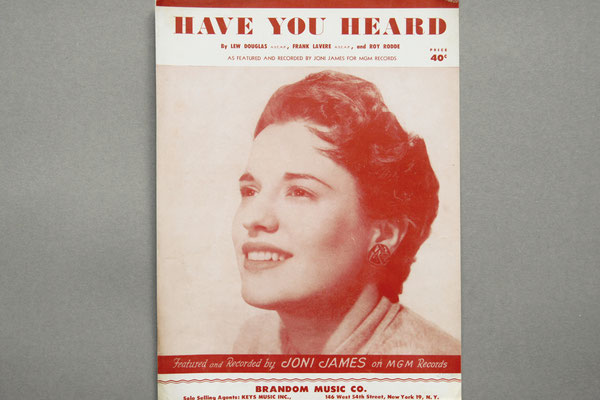 HAVE YOU HEARD
By LEW DOUGLAS ASCAP, FRANK LAVERE ASCAP, and ROY RODDE
PRICE
40¢
AS FEATURED AND RECORDED BY JONI JAMES FOR MGM RECORDS
Featured and Recorded by JONI JAMES on MGM Records
BRANDOM MUSIC CO.
Sole Selling Agents: KEYS MUSIC INC., 146 West 54th Street, New York 19, N. Y.